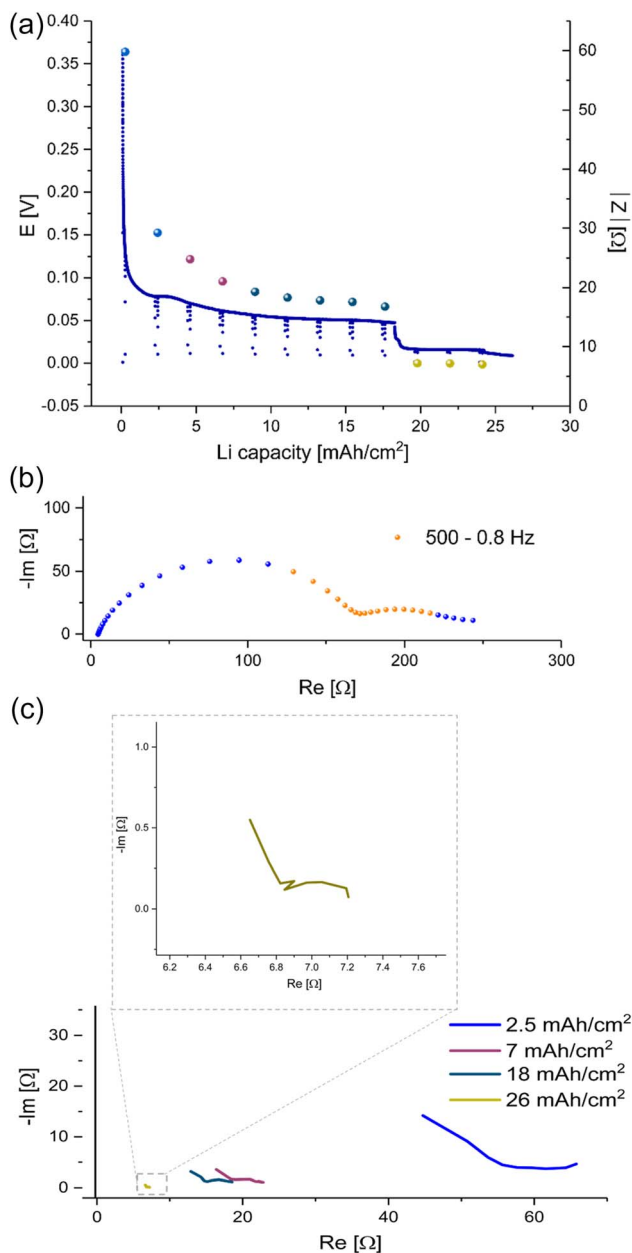 (a)
0.40
0.35
0.30
0.25
0.20
0.15
0.10
0.05
0.00
-0.05
E [V]
60
50
40
30
20
10
0
|Z| [Ω]
0 5 10 15 20 25 30
Li capacity [mAh/cm²]
(b)
100
50
0
-Im [Ω]
500 - 0.8 Hz
0 100 200 300
Re [Ω]
(c)
1.0
0.5
0.0
-Im [Ω]
6.2 6.4 6.6 6.8 7.0 7.2 7.4 7.6
Re [Ω]
30
20
10
0
-Im [Ω]
2.5 mAh/cm²
7 mAh/cm²
18 mAh/cm²
26 mAh/cm²
0 20 40 60
Re [Ω]